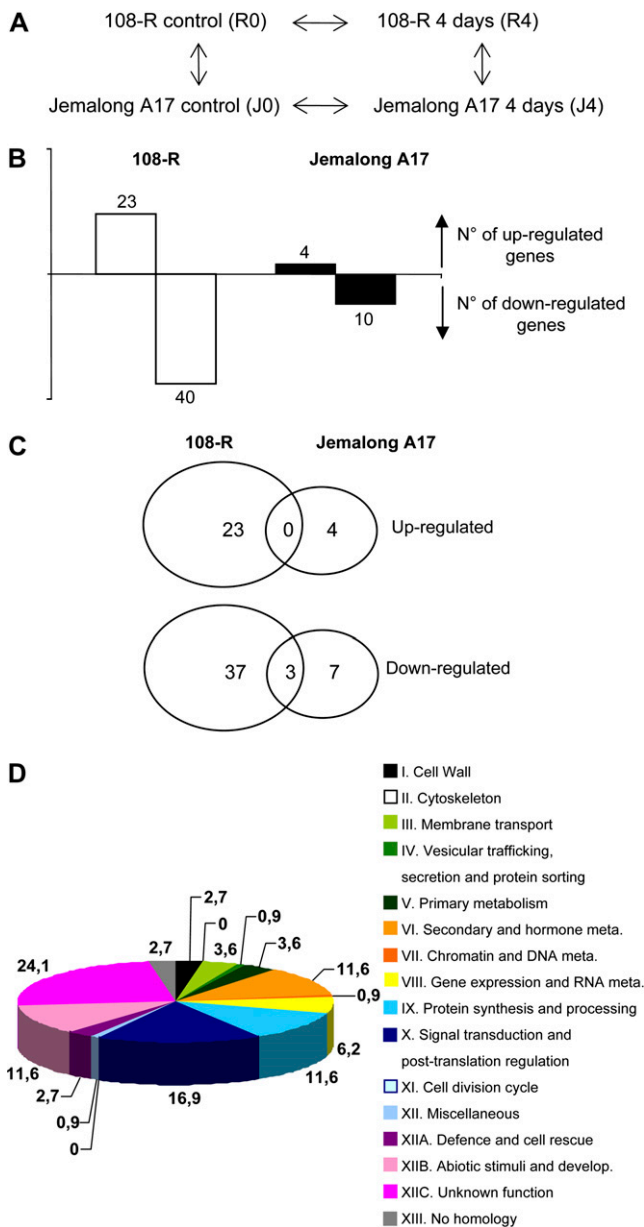 A
108-R control (R0)
108-R 4 days (R4)
Jemalong A17 control (J0)
Jemalong A17 4 days (J4)
B
108-R
Jemalong A17
23
4
N° of up-regulated
genes
N° of down-regulated
genes
10
40
C
108-R
Jemalong A17
23
0
4
Up-regulated
37
3
7
Down-regulated
D
2,7
0
3,6
0,9
3,6
11,6
0,9
6,2
11,6
16,9
0
0,9
2,7
11,6
24,1
2,7
I. Cell Wall
II. Cytoskeleton
III. Membrane transport
IV. Vesicular trafficking,
secretion and protein sorting
V. Primary metabolism
VI. Secondary and hormone meta.
VII. Chromatin and DNA meta.
VIII. Gene expression and RNA meta.
IX. Protein synthesis and processing
X. Signal transduction and
post-translation regulation
XI. Cell division cycle
XII. Miscellaneous
XIIA. Defence and cell rescue
XIIB. Abiotic stimuli and develop.
XIIC. Unknown function
XIII. No homology